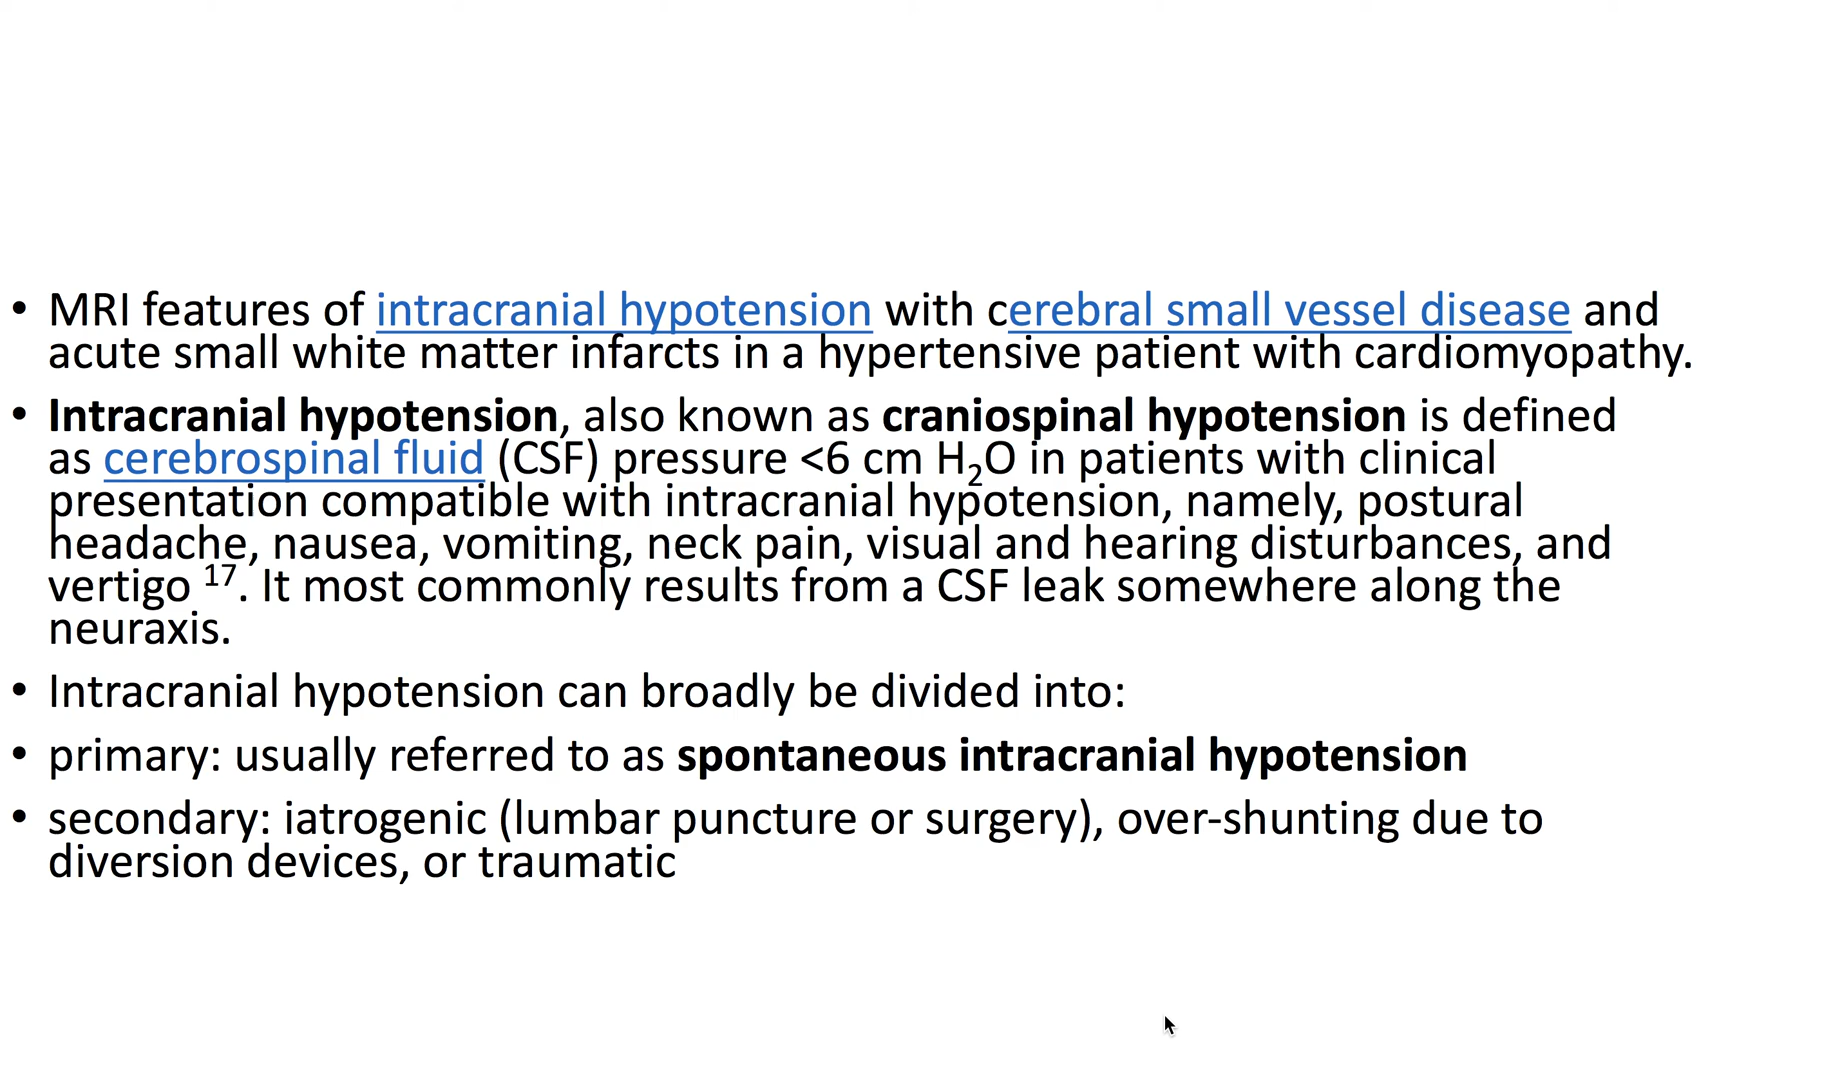 • MRI features of intracranial hypotension with cerebral small vessel disease and
acute small white matter infarcts in a hypertensive patient with cardiomyopathy.
• Intracranial hypotension, also known as craniospinal hypotension is defined
as cerebrospinal fluid (CSF) pressure <6 cm H₂O in patients with clinical
presentation compatible with intracranial hypotension, namely, postural
headache, nausea, vomiting, neck pain, visual and hearing disturbances, and
vertigo ¹⁷. It most commonly results from a CSF leak somewhere along the
neuraxis.
• Intracranial hypotension can broadly be divided into:
• primary: usually referred to as spontaneous intracranial hypotension
• secondary: iatrogenic (lumbar puncture or surgery), over-shunting due to
diversion devices, or traumatic